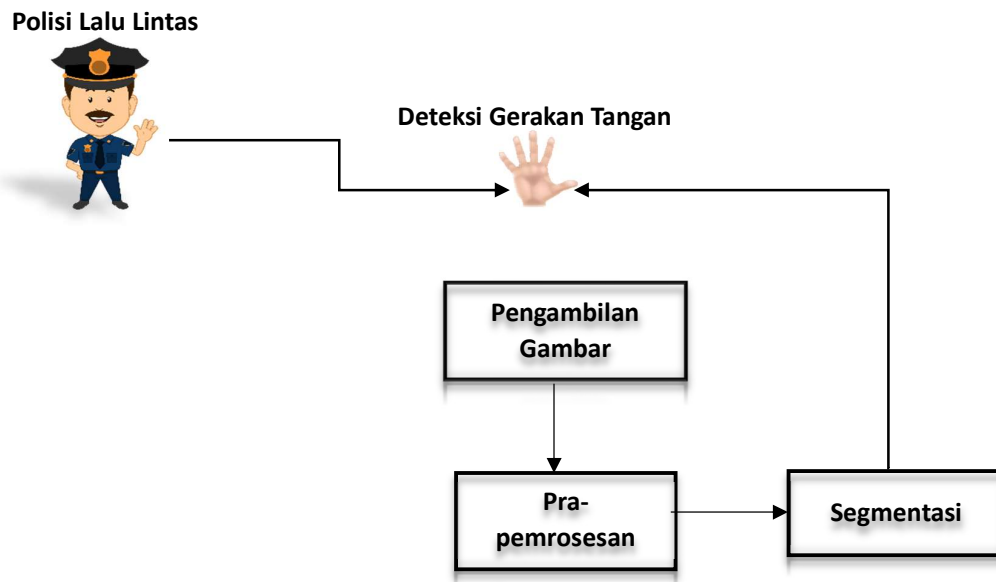 Polisi Lalu Lintas
Deteksi Gerakan Tangan
Pengambilan
Gambar
Pra-
pemrosesan
Segmentasi